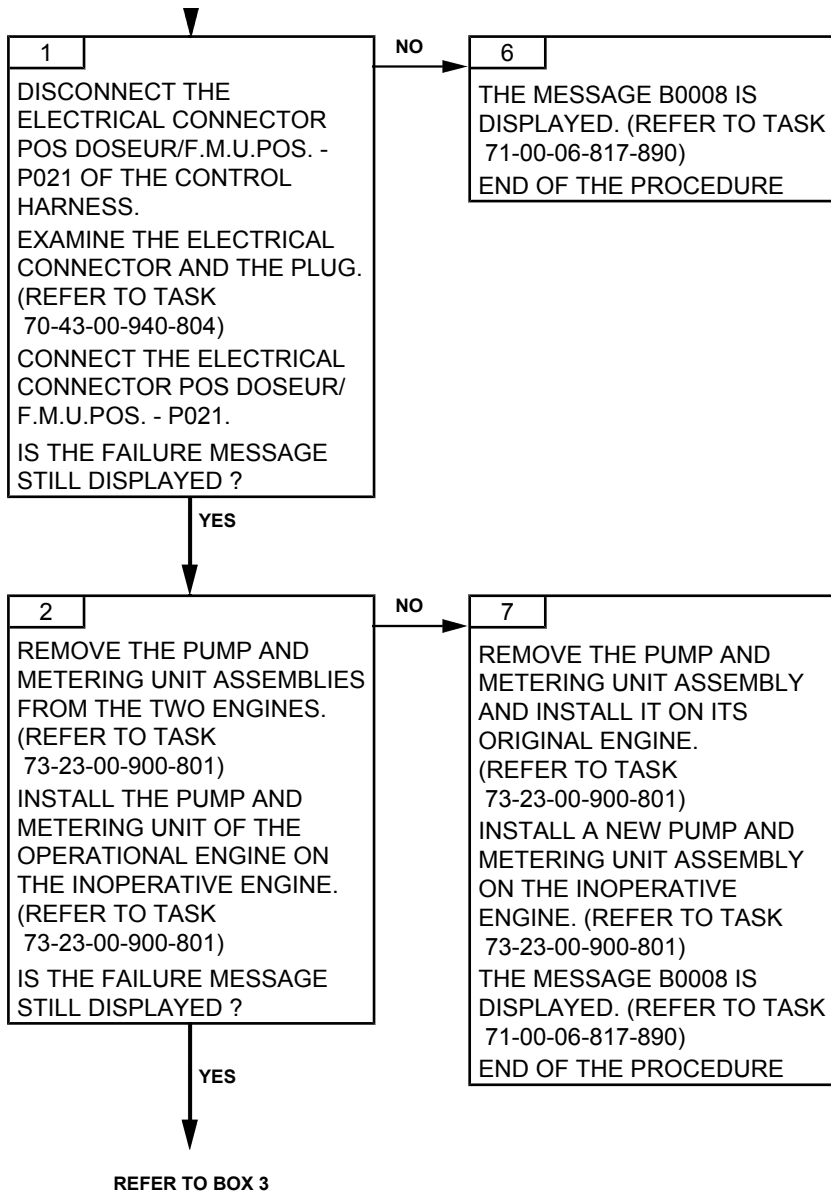 1
DISCONNECT THE
ELECTRICAL CONNECTOR
POS DOSEUR/F.M.U.POS. -
P021 OF THE CONTROL
HARNESS.
EXAMINE THE ELECTRICAL
CONNECTOR AND THE PLUG.
(REFER TO TASK
70-43-00-940-804)
CONNECT THE ELECTRICAL
CONNECTOR POS DOSEUR/
F.M.U.POS. - P021.
IS THE FAILURE MESSAGE
STILL DISPLAYED ?
NO
6
THE MESSAGE B0008 IS
DISPLAYED. (REFER TO TASK
71-00-06-817-890)
END OF THE PROCEDURE
YES
2
REMOVE THE PUMP AND
METERING UNIT ASSEMBLIES
FROM THE TWO ENGINES.
(REFER TO TASK
73-23-00-900-801)
INSTALL THE PUMP AND
METERING UNIT OF THE
OPERATIONAL ENGINE ON
THE INOPERATIVE ENGINE.
(REFER TO TASK
73-23-00-900-801)
IS THE FAILURE MESSAGE
STILL DISPLAYED ?
NO
7
REMOVE THE PUMP AND
METERING UNIT ASSEMBLY
AND INSTALL IT ON ITS
ORIGINAL ENGINE.
(REFER TO TASK
73-23-00-900-801)
INSTALL A NEW PUMP AND
METERING UNIT ASSEMBLY
ON THE INOPERATIVE
ENGINE. (REFER TO TASK
73-23-00-900-801)
THE MESSAGE B0008 IS
DISPLAYED. (REFER TO TASK
71-00-06-817-890)
END OF THE PROCEDURE
YES
REFER TO BOX 3